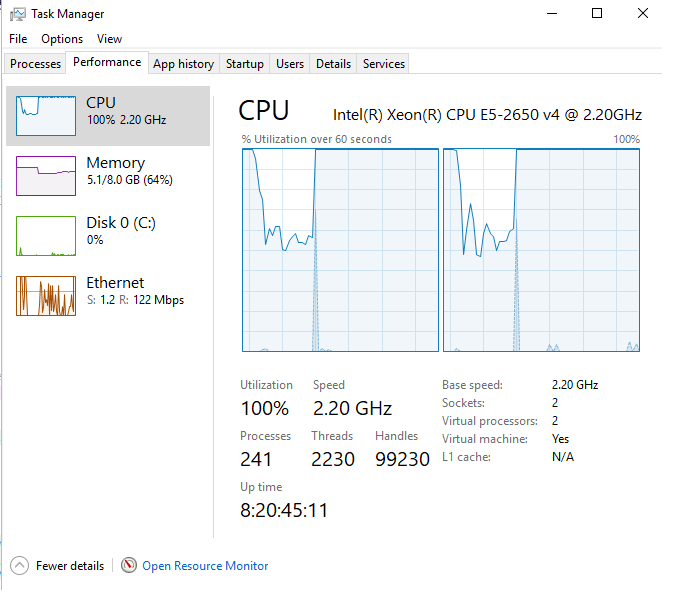 Task Manager
File Options View
Processes Performance App history Startup Users Details Services
CPU
100% 2.20 GHz
Memory
5.1/8.0 GB (64%)
Disk 0 (C:)
0%
Ethernet
S: 1.2 R: 122 Mbps
CPU Intel(R) Xeon(R) CPU E5-2650 v4 @ 2.20GHz
% Utilization over 60 seconds 100%
Utilization Speed
100% 2.20 GHz
Processes Threads Handles
241 2230 99230
Up time
8:20:45:11
Base speed: 2.20 GHz
Sockets: 2
Virtual processors: 2
Virtual machine: Yes
L1 cache: N/A
Fewer details Open Resource Monitor